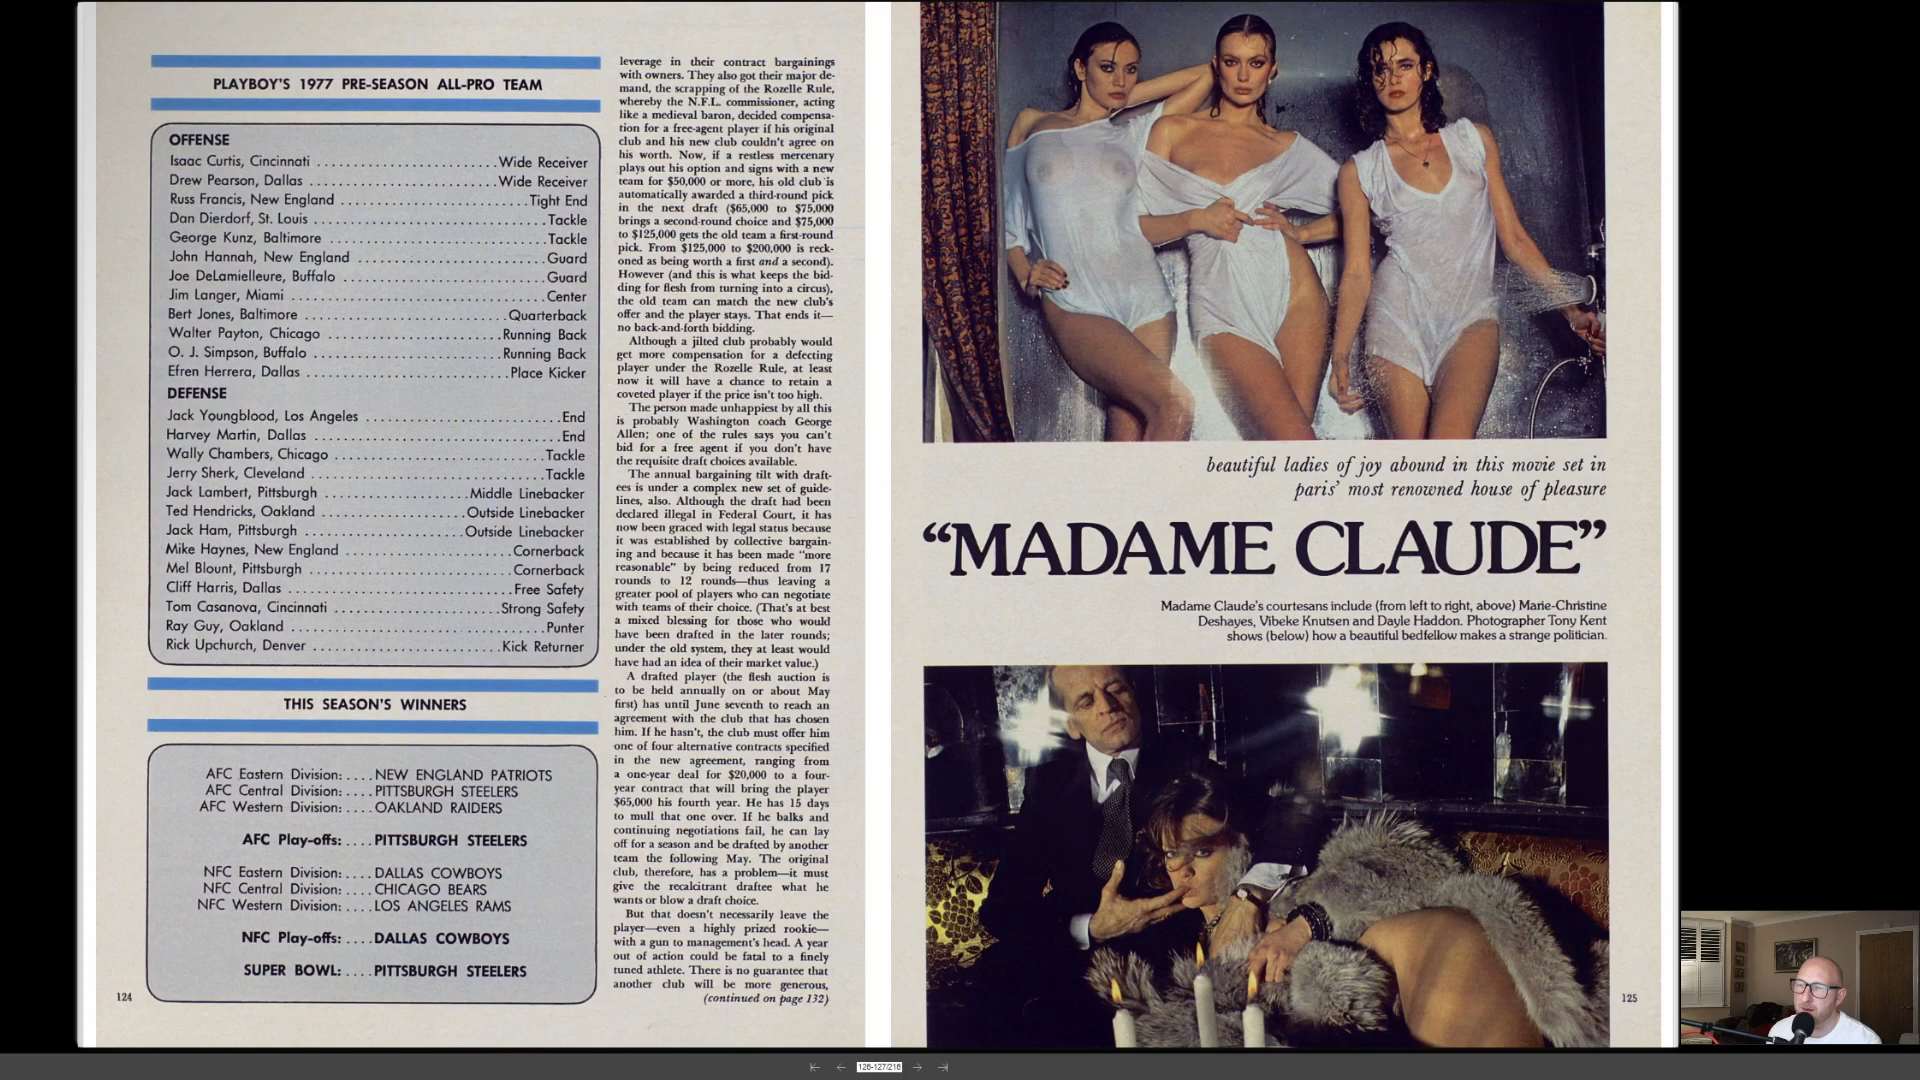 PLAYBOY'S 1977 PRE-SEASON ALL-PRO TEAM
OFFENSE
Isaac Curtis, Cincinnati ..................... Wide Receiver
Drew Pearson, Dallas ..................... Wide Receiver
Russ Francis, New England ..................... Tight End
Dan Dierdorf, St. Louis ..................... Tackle
George Kunz, Baltimore ..................... Tackle
John Hannah, New England ..................... Guard
Joe DeLamielleure, Buffalo ..................... Guard
Jim Langer, Miami ..................... Center
Bert Jones, Baltimore ..................... Quarterback
Walter Payton, Chicago ..................... Running Back
O. J. Simpson, Buffalo ..................... Running Back
Efren Herrera, Dallas ..................... Place Kicker
DEFENSE
Jack Youngblood, Los Angeles ..................... End
Harvey Martin, Dallas ..................... End
Wally Chambers, Chicago ..................... Tackle
Jerry Sherk, Cleveland ..................... Tackle
Jack Lambert, Pittsburgh ..................... Middle Linebacker
Ted Hendricks, Oakland ..................... Outside Linebacker
Jack Ham, Pittsburgh ..................... Outside Linebacker
Mike Haynes, New England ..................... Cornerback
Mel Blount, Pittsburgh ..................... Cornerback
Cliff Harris, Dallas ..................... Free Safety
Tom Casanova, Cincinnati ..................... Strong Safety
Ray Guy, Oakland ..................... Punter
Rick Upchurch, Denver ..................... Kick Returner
THIS SEASON'S WINNERS
AFC Eastern Division: .... NEW ENGLAND PATRIOTS
AFC Central Division: .... PITTSBURGH STEELERS
AFC Western Division: .... OAKLAND RAIDERS
AFC Play-offs: .... PITTSBURGH STEELERS
NFC Eastern Division: .... DALLAS COWBOYS
NFC Central Division: .... CHICAGO BEARS
NFC Western Division: .... LOS ANGELES RAMS
NFC Play-offs: .... DALLAS COWBOYS
SUPER BOWL: .... PITTSBURGH STEELERS
124
leverage in their contract bargainings
with owners. They also got their major de-
mand, the scrapping of the Rozelle Rule,
whereby the N.F.L. commissioner, acting
like a medieval baron, decided compensa-
tion for a free-agent player if his original
club and his new club couldn't agree on
his worth. Now, if a restless mercenary
plays out his option and signs with a new
team for $50,000 or more, his old club is
automatically awarded a third-round pick
in the next draft ($65,000 to $75,000
brings a second-round choice and $75,000
to $125,000 gets the old team a first-round
pick. From $125,000 to $200,000 is reck-
oned as being worth a first and a second).
However (and this is what keeps the bid-
ding for flesh from turning into a circus),
the old team can match the new club's
offer and the player stays. That ends it—
no back-and-forth bidding.
Although a jilted club probably would
get more compensation for a defecting
player under the Rozelle Rule, at least
now it will have a chance to retain a
coveted player if the price isn't too high.
The person made unhappiest by all this
is probably Washington coach George
Allen; one of the rules says you can't
bid for a free agent if you don't have
the requisite draft choices available.
The annual bargaining tilt with draft-
ees is under a complex new set of guide-
lines, also. Although the draft had been
declared illegal in Federal Court, it has
now been graced with legal status because
it was established by collective bargain-
ing and because it has been made "more
reasonable" by being reduced from 17
rounds to 12 rounds—thus leaving a
greater pool of players who can negotiate
with teams of their choice. (That's at best
a mixed blessing for those who would
have been drafted in the later rounds;
under the old system, they at least would
have had an idea of their market value.)
A drafted player (the flesh auction is
to be held annually on or about May
first) has until June seventh to reach an
agreement with the club that has chosen
him. If he hasn't, the club must offer him
one of four alternative contracts specified
in the new agreement, ranging from
a one-year deal for $20,000 to a four-
year contract that will bring the player
$65,000 his fourth year. He has 15 days
to mull that one over. If he balks and
continuing negotiations fail, he can lay
off for a season and be drafted by another
team the following May. The original
club, therefore, has a problem—it must
give the recalcitrant draftee what he
wants or blow a draft choice.
But that doesn't necessarily leave the
player—even a highly prized rookie—
with a gun to management's head. A year
out of action could be fatal to a finely
tuned athlete. There is no guarantee that
another club will be more generous,
(continued on page 132)
beautiful ladies of joy abound in this movie set in
paris' most renowned house of pleasure
"MADAME CLAUDE"
Madame Claude's courtesans include (from left to right, above) Marie-Christine
Deshayes, Vibeke Knutsen and Dayle Haddon. Photographer Tony Kent
shows (below) how a beautiful bedfellow makes a strange politician.
125
126-127/216